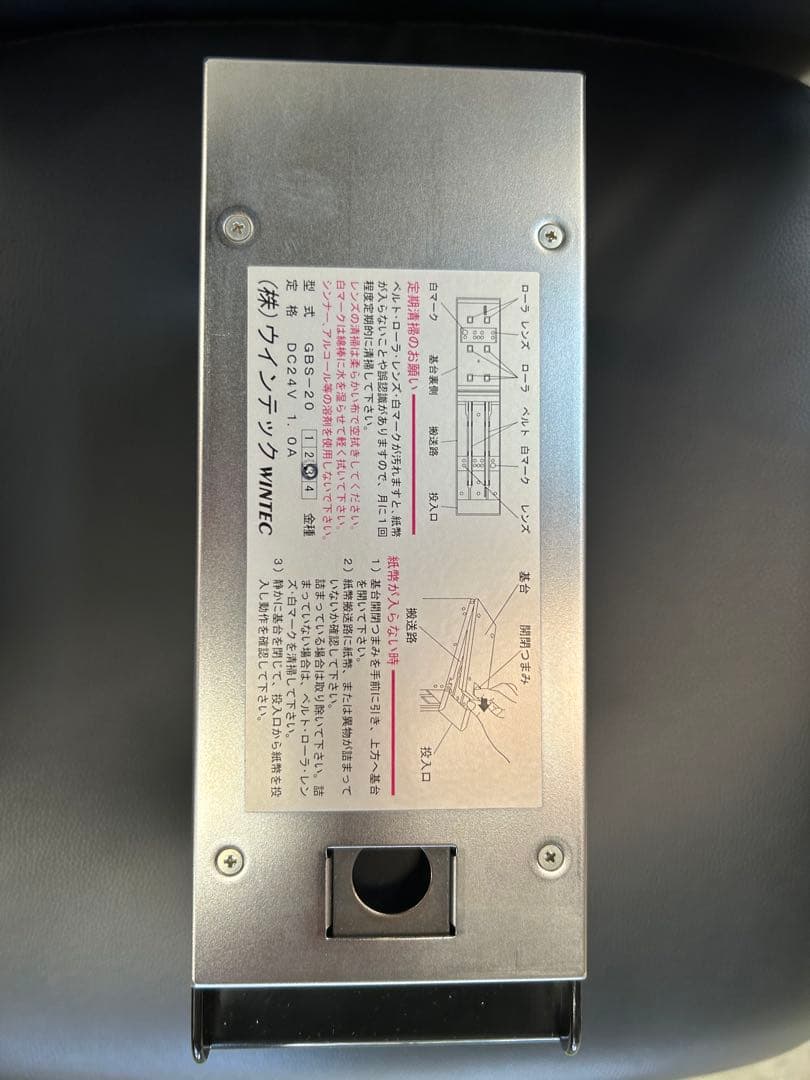 ローラ レンズ ローラ ベルト 白マーク レンズ
白マーク 基台裏側 搬送路 投入口
定期清掃のお願い
ベルト・ローラ・レンズ・白マークが汚れますと、紙幣
が入らないことや誤認識がありますので、月に1回
程度定期的に清掃して下さい。
レンズの清掃は柔らかい布で空拭きしてください。
白マークは綿棒に水を湿らせて軽く拭いて下さい。
シンナー、アルコール等の溶剤を使用しないで下さい。
型式 GBS-20 1 2 3 4 金種
定格 DC24V 1.0A
(株)ウインテック WINTEC
基台 開閉つまみ
搬送路 投入口
紙幣が入らない時
1)基台開閉つまみを手前に引き、上方へ基台
を開いて下さい。
2)紙幣搬送路に紙幣、または異物が詰まって
いないか確認して下さい。
詰まっている場合は取り除いて下さい。詰
まっていない場合は、ベルト・ローラ・レン
ズ・白マークを清掃して下さい。
3)静かに基台を閉じて、投入口から紙幣を投
入し動作を確認して下さい。